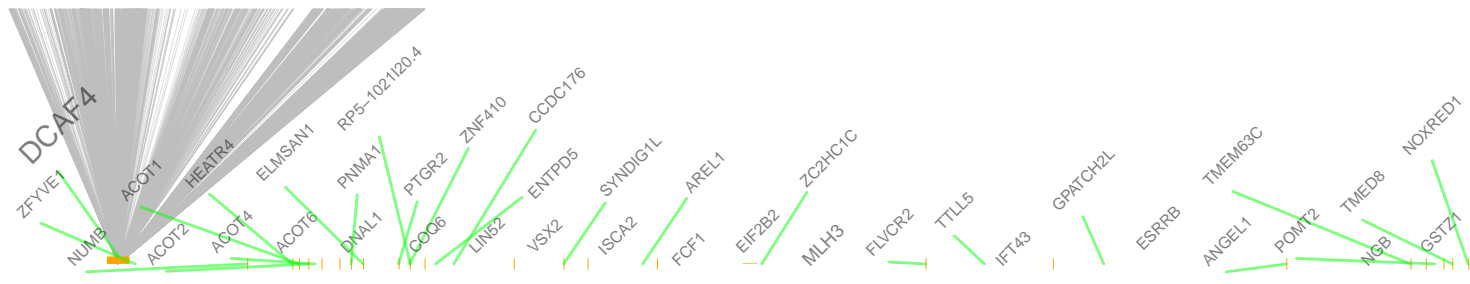 DCAF4
ZFYVE1
NUMB
ACOT1
ACOT2
HEATR4
ACOT4
ELMSAN1
ACOT6
RP5–1021I20.4
PNMA1
DNAL1
PTGR2
COQ6
ZNF410
LIN52
CCDC176
ENTPD5
VSX2
SYNDIG1L
ISCA2
AREL1
FCF1
EIF2B2
ZC2HC1C
MLH3
FLVCR2
TTLL5
IFT43
GPATCH2L
ESRRB
TMEM63C
ANGEL1
POMT2
TMED8
NGB
GSTZ1
NOXRED1